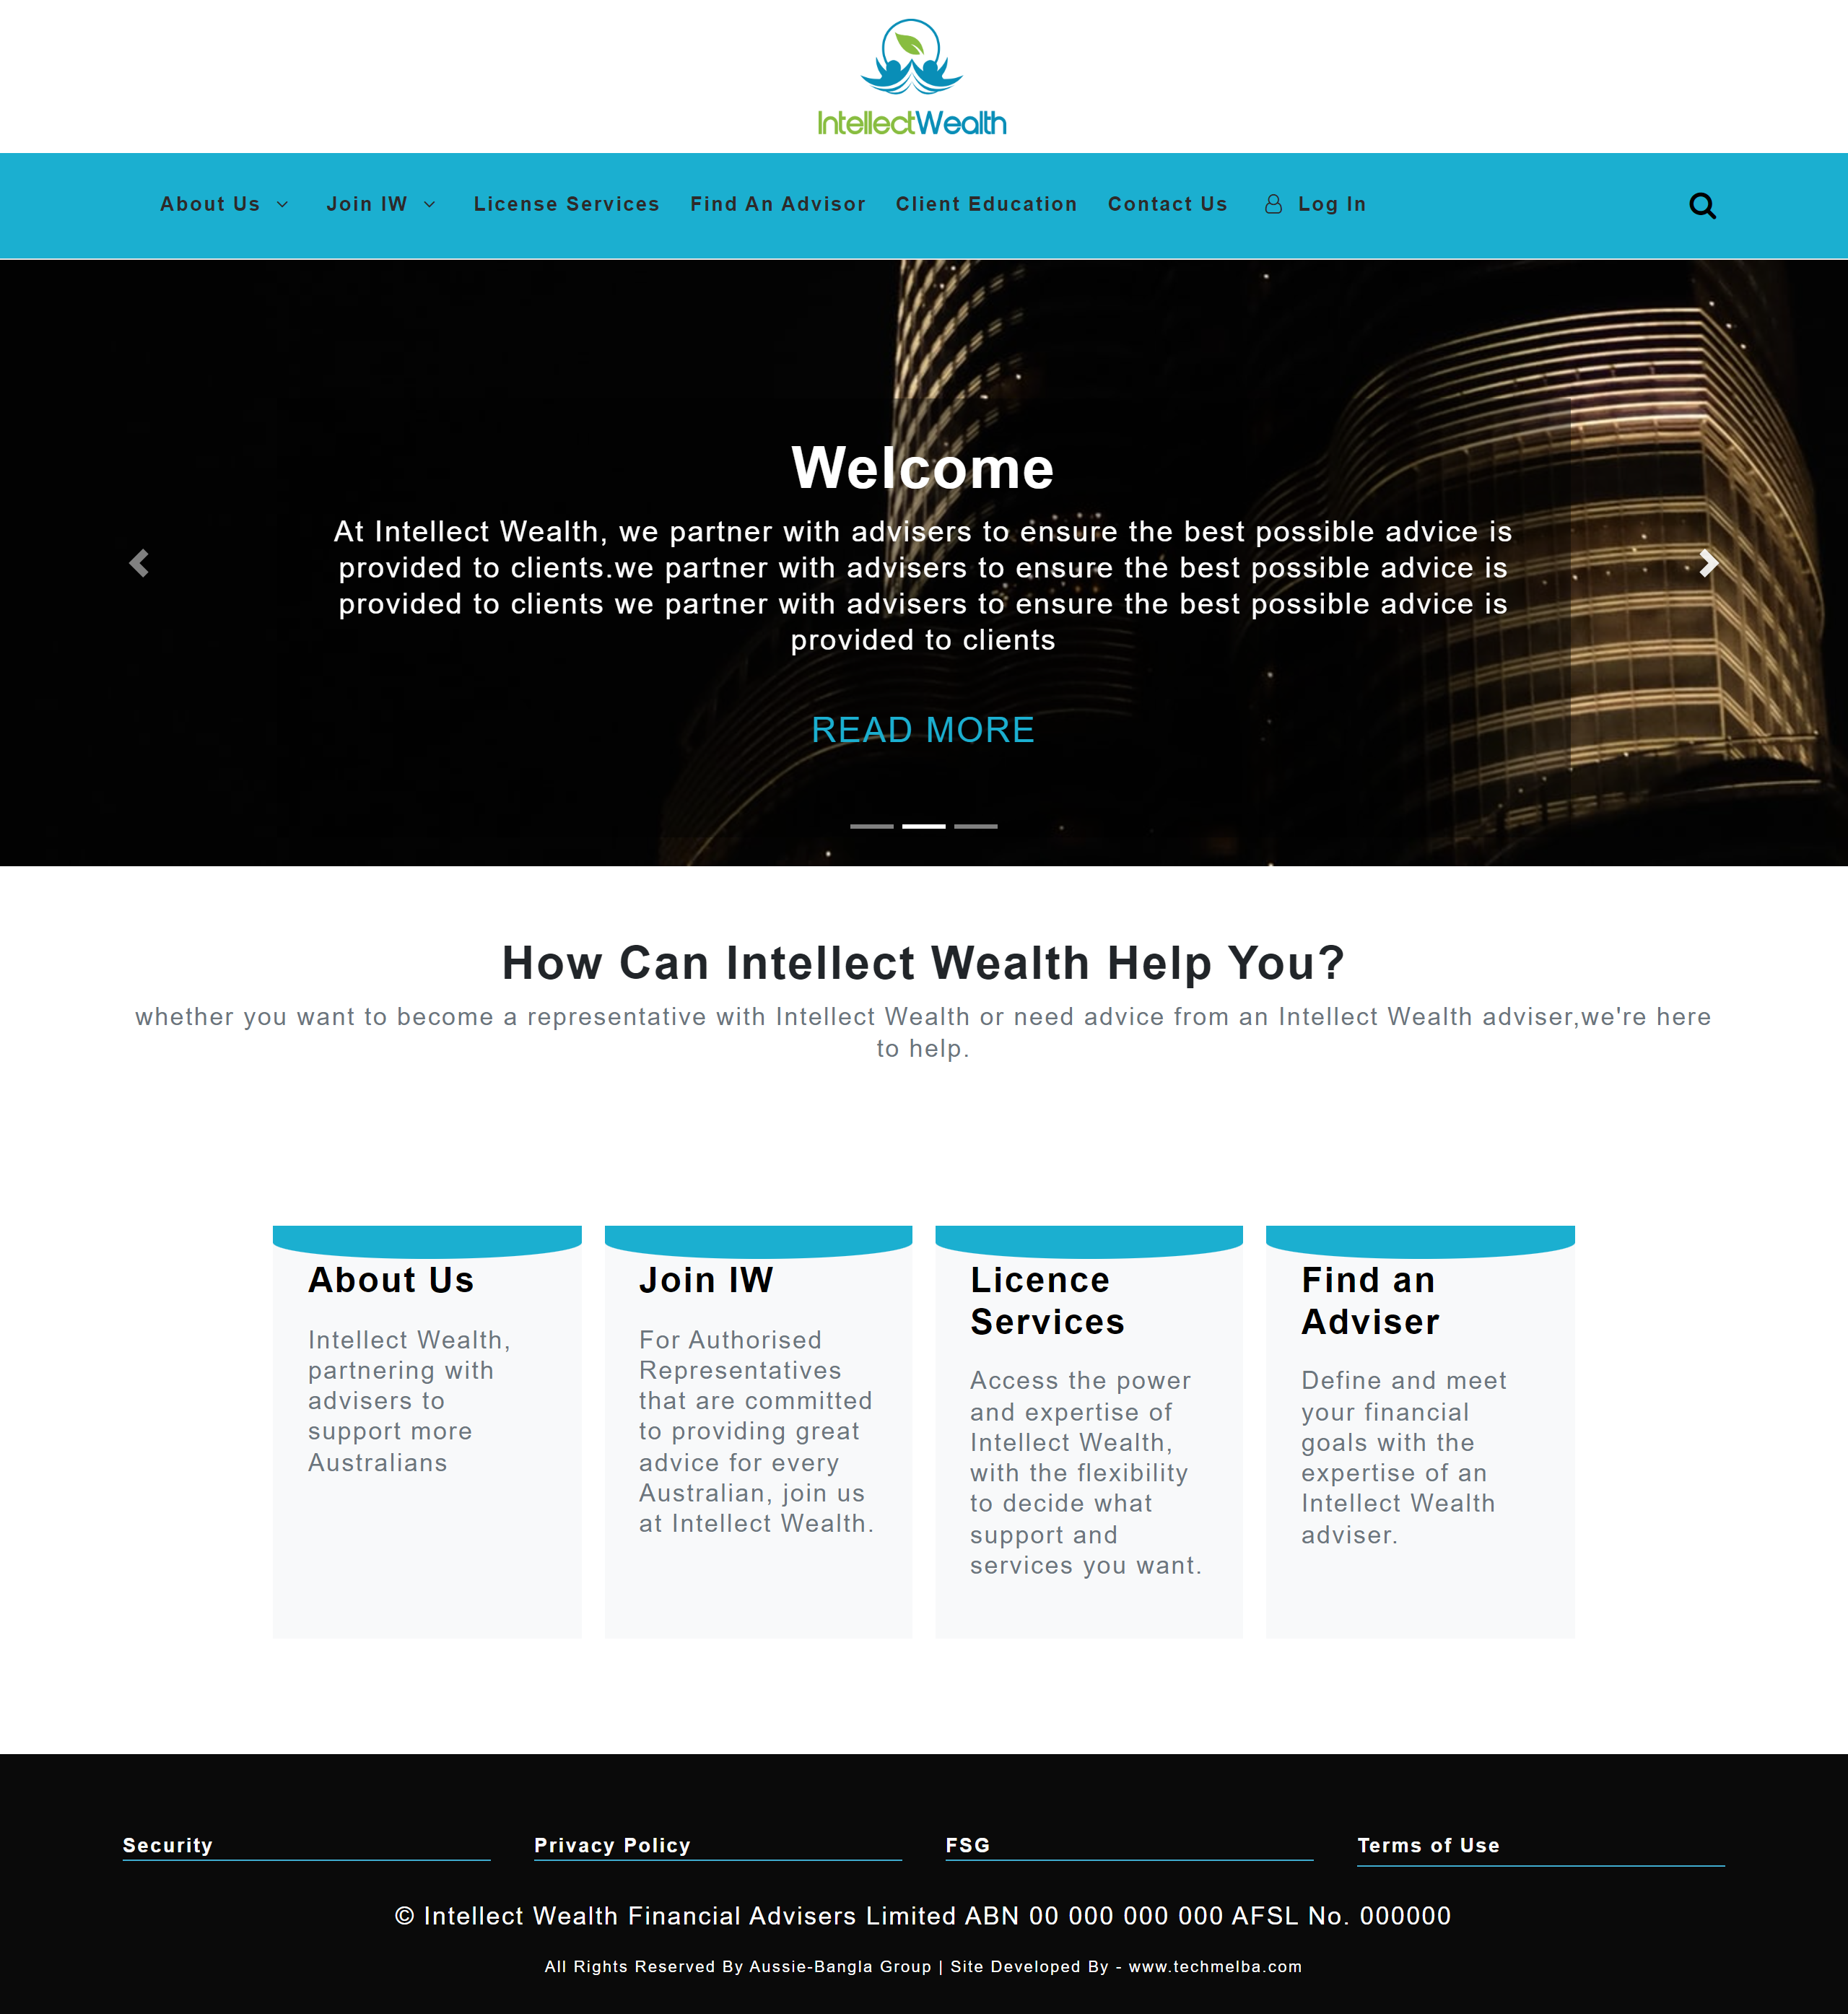 IntellectWealth
About Us Join IW License Services Find An Advisor Client Education Contact Us Log In
Welcome
At Intellect Wealth, we partner with advisers to ensure the best possible advice is
provided to clients.we partner with advisers to ensure the best possible advice is
provided to clients we partner with advisers to ensure the best possible advice is
provided to clients
READ MORE
How Can Intellect Wealth Help You?
whether you want to become a representative with Intellect Wealth or need advice from an Intellect Wealth adviser,we're here
to help.
About Us
Intellect Wealth,
partnering with
advisers to
support more
Australians
Join IW
For Authorised
Representatives
that are committed
to providing great
advice for every
Australian, join us
at Intellect Wealth.
Licence
Services
Access the power
and expertise of
Intellect Wealth,
with the flexibility
to decide what
support and
services you want.
Find an
Adviser
Define and meet
your financial
goals with the
expertise of an
Intellect Wealth
adviser.
Security Privacy Policy FSG Terms of Use
© Intellect Wealth Financial Advisers Limited ABN 00 000 000 000 AFSL No. 000000
All Rights Reserved By Aussie-Bangla Group | Site Developed By - www.techmelba.com